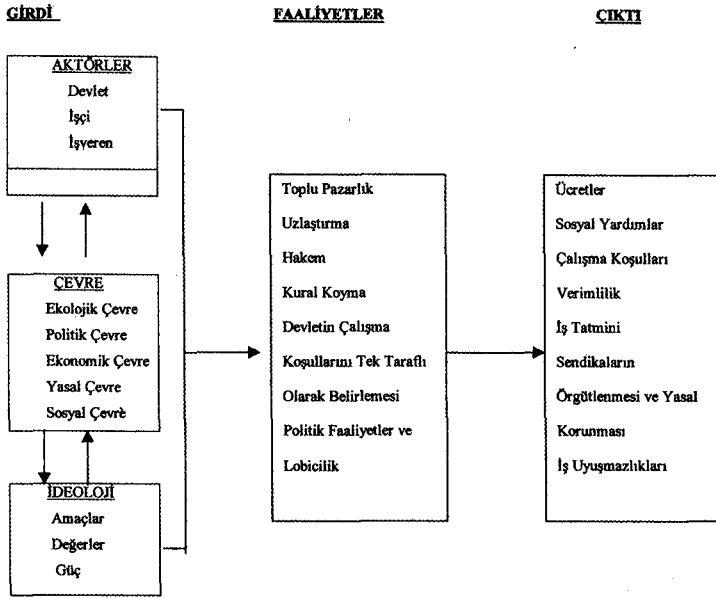 GİRDİ
FAALİYETLER
ÇIKTI
AKTÖRLER
Devlet
İşçi
İşveren
ÇEVRE
Ekolojik Çevre
Politik Çevre
Ekonomik Çevre
Yasal Çevre
Sosyal Çevre
İDEOLOJİ
Amaçlar
Değerler
Güç
Toplu Pazarlık
Uzlaştırma
Hakem
Kural Koyma
Devletin Çalışma
Koşullarını Tek Taraflı
Olarak Belirlemesi
Politik Faaliyetler ve
Lobicilik
Ücretler
Sosyal Yardımlar
Çalışma Koşulları
Verimlilik
İş Tatmini
Sendikaların
Örgütlenmesi ve Yasal
Korunması
İş Uyuşmazlıkları